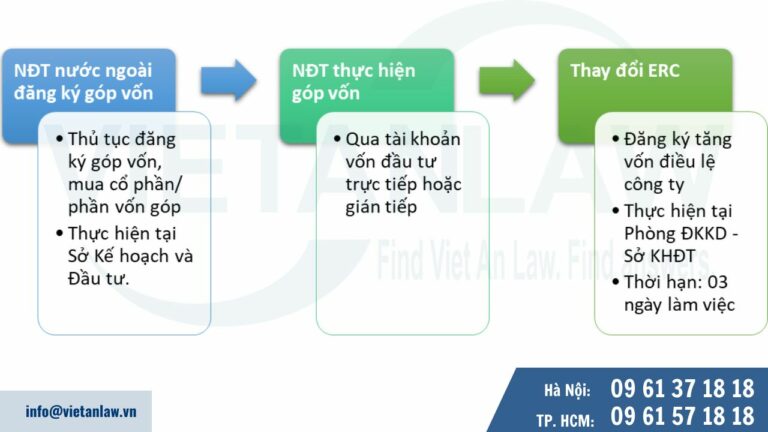 NĐT nước ngoài
đăng ký góp vốn
• Thủ tục đăng
ký góp vốn,
mua cổ phần/
phần vốn góp
• Thực hiện tại
Sở Kế hoạch và
Đầu tư.
NĐT thực hiện
góp vốn
• Qua tài khoản
vốn đầu tư
trực tiếp hoặc
gián tiếp
Thay đổi ERC
• Đăng ký tăng
vốn điều lệ
công ty
• Thực hiện tại
Phòng ĐKKD -
Sở KHĐT
• Thời hạn: 03
ngày làm việc
VIETANLAW
Find Viet An Law. Find answers
info@vietanlaw.vn
Hà Nội: 09 61 37 18 18
TP. HCM: 09 61 57 18 18